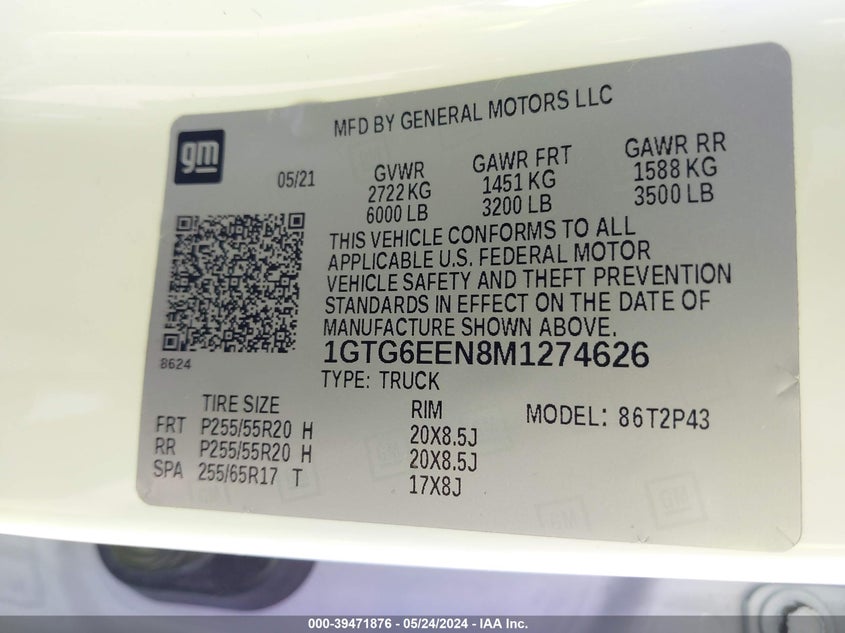 MFD BY GENERAL MOTORS LLC
gm
05/21
GVWR GAWR FRT GAWR RR
2722 KG 1451 KG 1588 KG
6000 LB 3200 LB 3500 LB
THIS VEHICLE CONFORMS TO ALL
APPLICABLE U.S. FEDERAL MOTOR
VEHICLE SAFETY AND THEFT PREVENTION
STANDARDS IN EFFECT ON THE DATE OF
MANUFACTURE SHOWN ABOVE.
8624
1GTG6EEN8M1274626
TYPE: TRUCK
TIRE SIZE RIM MODEL: 86T2P43
FRT P255/55R20 H 20X8.5J
RR P255/55R20 H 20X8.5J
SPA 255/65R17 T 17X8J
GM
GM
000-39471876 - 05/24/2024 - IAA Inc.